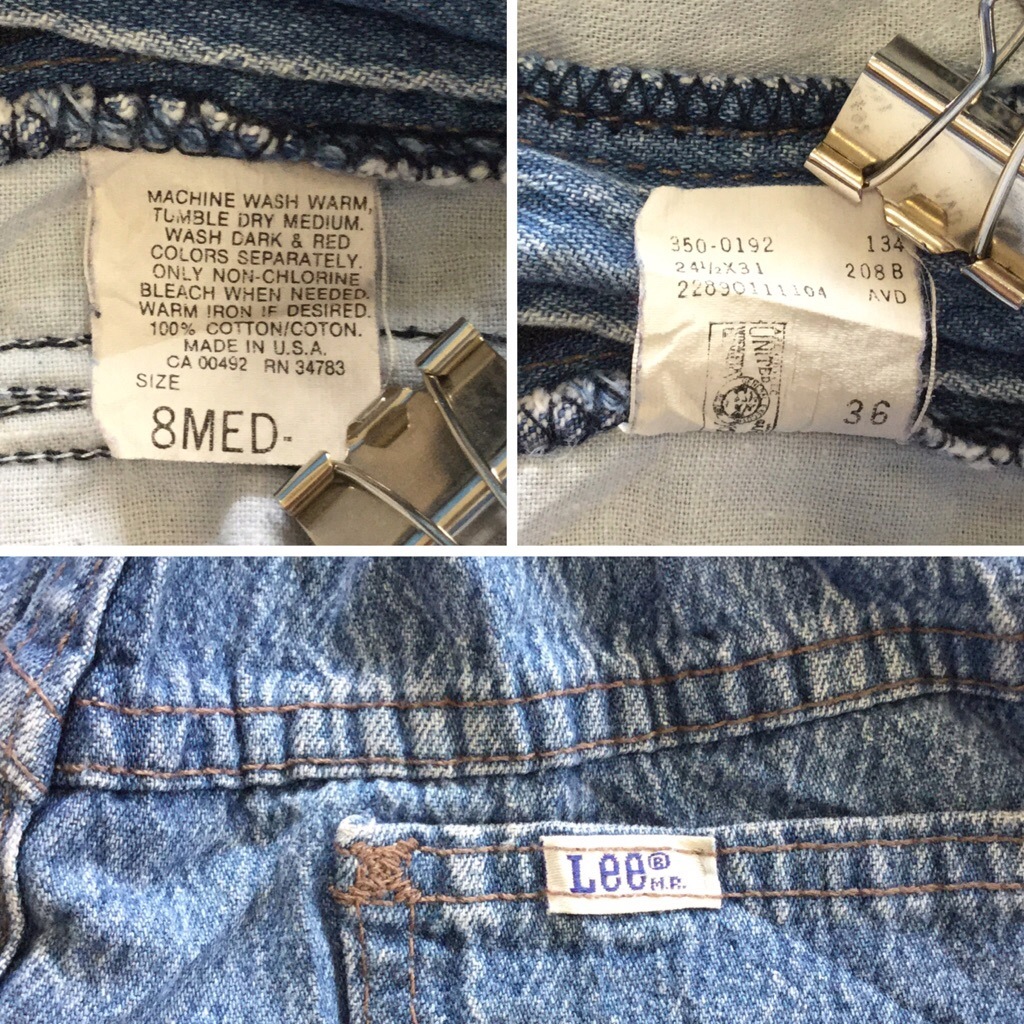 MACHINE WASH WARM,
TUMBLE DRY MEDIUM.
WASH DARK & RED
COLORS SEPARATELY.
ONLY NON-CHLORINE
BLEACH WHEN NEEDED.
WARM IRON IF DESIRED.
100% COTTON/COTON.
MADE IN U.S.A.
CA 00492 RN 34783
SIZE
8MED-
350-0192 134
24½X31 208 B
22890111104 AVD
UNITED
36
Lee®
M.R.